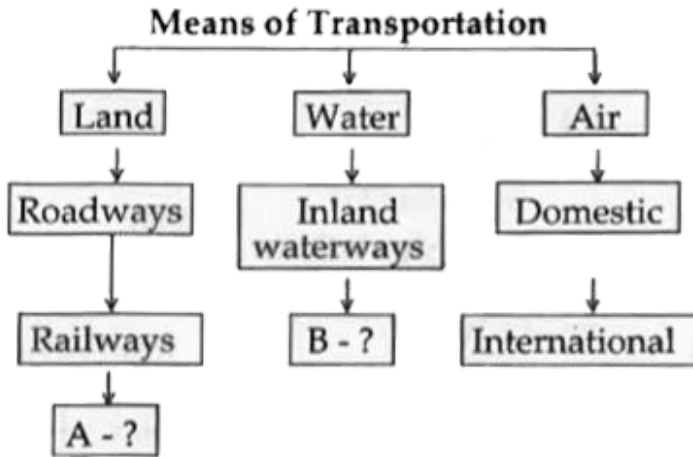 Means of Transportation
Land Water Air
Roadways Inland waterways Domestic
Railways B - ? International
A - ?